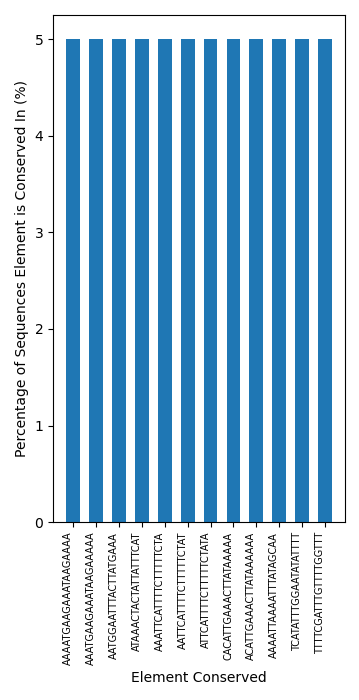 Percentage of Sequences Element is Conserved In (%)
5
4
3
2
1
0
AAAATGAAGAAATAAGAAAA
AAATGAAGAAATAAGAAAAA
AATGGAATTTACTTATGAAA
ATAAACTACTATTATTTCAT
AAATTCATTTTCTTTTTCTA
AATTCATTTTCTTTTTCTAT
ATTCATTTTCTTTTTCTATA
CACATTGAAACTTATAAAAA
ACATTGAAACTTATAAAAAA
AAAATTAAAATTTATAGCAA
TCATATTTGGAATATATTTT
TTTTCGATTTGTTTTGGTTT
Element Conserved